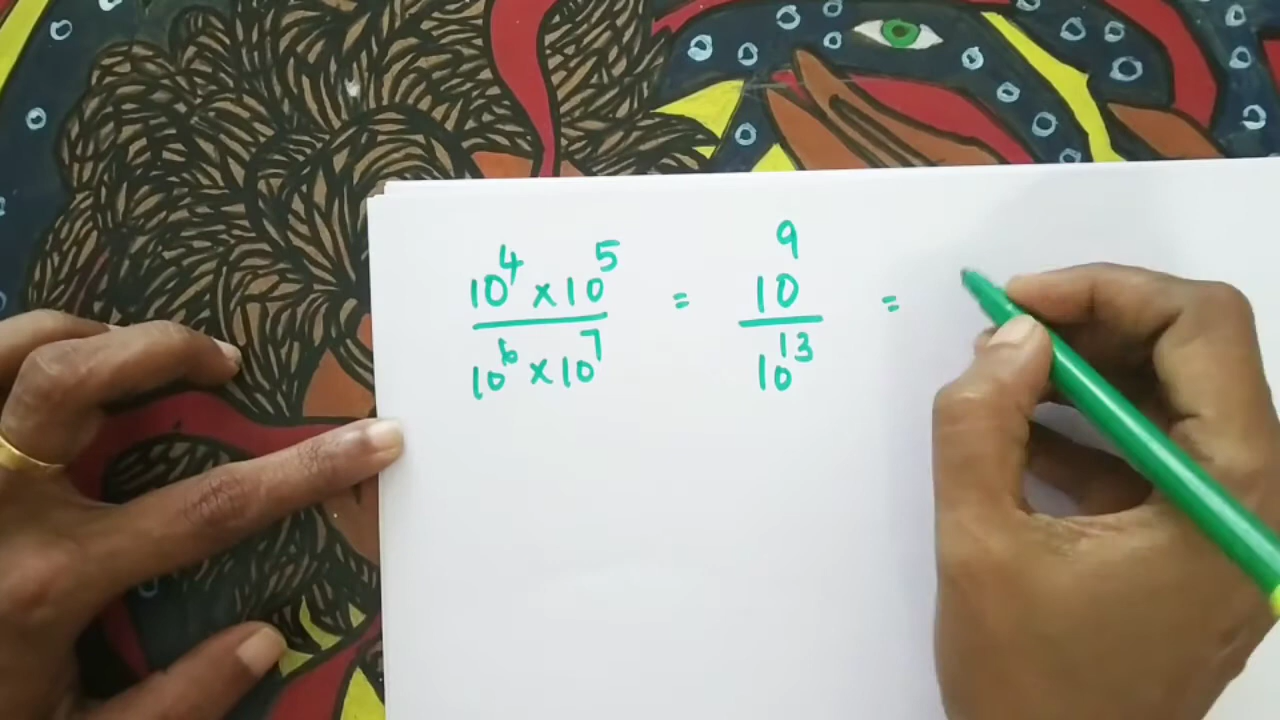 10⁴ × 10⁵ / 10⁶ × 10⁷ = 10⁹ / 10¹³ =